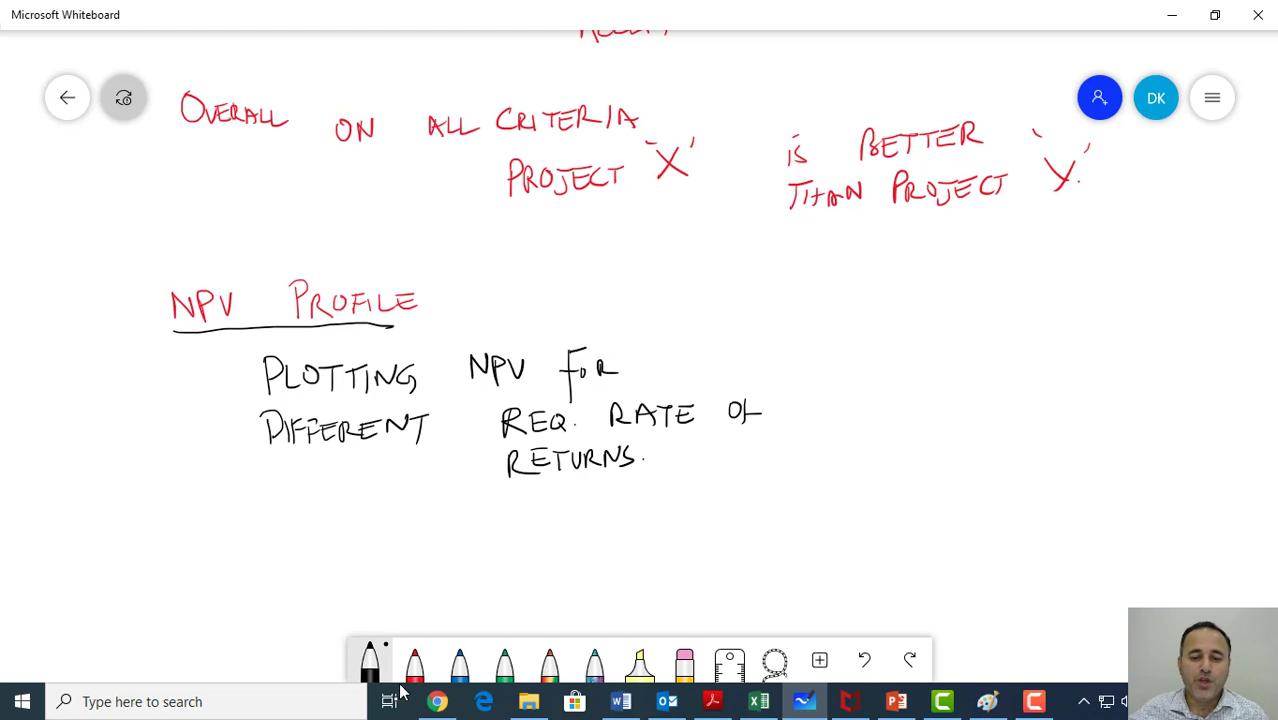 Microsoft Whiteboard
OVERALL ON ALL CRITERIA
PROJECT 'X'
is BETTER
THAN PROJECT 'Y.'
DK
NPV PROFILE
PLOTTING NPV FOR
DIFFERENT REQ. RATE OF
RETURNS.
Type here to search